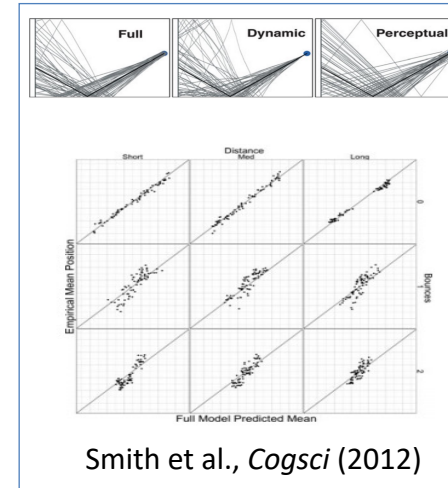 Full Dynamic Perceptual
Distance
Short Med Long
0
Empirical Mean Position
1
Bounces
2
Full Model Predicted Mean
Smith et al., Cogsci (2012)